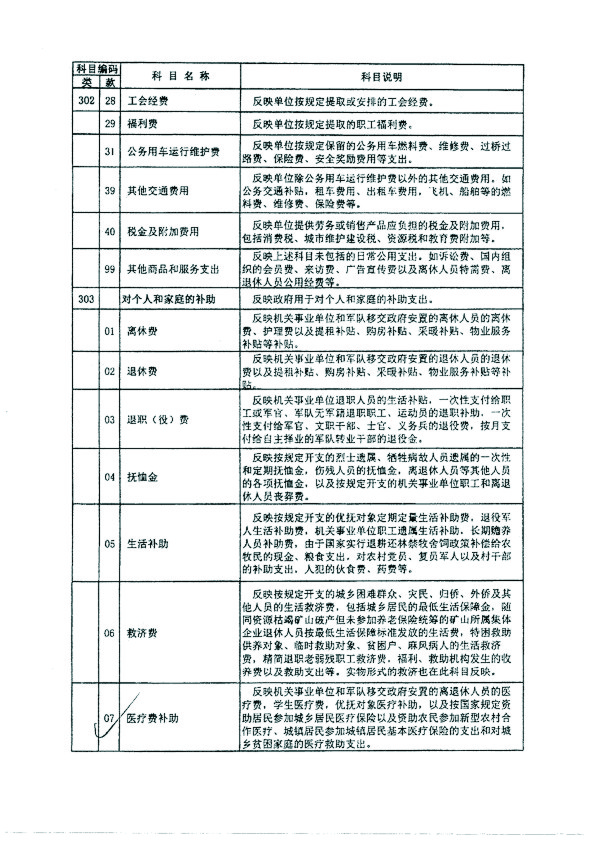 科目编码 科目名称 科目说明
类 款
302 28 工会经费 反映单位按规定提取或安排的工会经费。
29 福利费 反映单位按规定提取的职工福利费。
31 公务用车运行维护费 反映单位按规定保留的公务用车燃料费、维修费、过桥过
路费、保险费、安全奖励费用等支出。
39 其他交通费用 反映单位除公务用车运行维护费以外的其他交通费用。如
公务交通补贴，租车费用、出租车费用，飞机、船舶等的燃
料费、维修费、保险费等。
40 税金及附加费用 反映单位提供劳务或销售产品应负担的税金及附加费用，
包括消费税、城市维护建设税、资源税和教育费附加等。
99 其他商品和服务支出 反映上述科目未包括的日常公用支出。如诉讼费、国内组
织的会员费、来访费、广告宣传费以及离休人员特需费、离
退休人员公用经费等。
303 对个人和家庭的补助 反映政府用于对个人和家庭的补助支出。
01 离休费 反映机关事业单位和军队移交政府安置的离休人员的离休
费、护理费以及提租补贴、购房补贴、采暖补贴、物业服务
补贴等补贴。
02 退休费 反映机关事业单位和军队移交政府安置的退休人员的退休
费以及提租补贴、购房补贴、采暖补贴、物业服务补贴等补
贴。
03 退职（役）费 反映机关事业单位退职人员的生活补贴，一次性支付给职
工或军官、军队无军籍退职职工、运动员的退职补助，一次
性支付给军官、文职干部、士官、义务兵的退役费，按月支
付给自主择业的军队转业干部的退役金。
04 抚恤金 反映按规定开支的烈士遗属、牺牲病故人员遗属的一次性
和定期抚恤金，伤残人员的抚恤金，离退休人员等其他人员
的各项抚恤金，以及按规定开支的机关事业单位职工和离退
休人员丧葬费。
05 生活补助 反映按规定开支的优抚对象定期定量生活补助费，退役军
人生活补助费，机关事业单位职工遗属生活补助，长期赡养
人员补助费，由于国家实行退耕还林禁牧舍饲政策补偿给农
牧民的现金、粮食支出，对农村党员、复员军人以及村干部
的补助支出，人犯的伙食费、药费等。
06 救济费 反映按规定开支的城乡困难群众、灾民、归侨、外侨及其
他人员的生活救济费，包括城乡居民的最低生活保障金，随
同资源枯竭矿山破产但未参加养老保险统筹的矿山所属集体
企业退休人员按最低生活保障标准发放的生活费，特困救助
供养对象、临时救助对象、贫困户、麻风病人的生活救济
费，精简退职老弱残职工救济费，福利、救助机构发生的收
养费以及救助支出等。实物形式的救济也在此科目反映。
07 医疗费补助 反映机关事业单位和军队移交政府安置的离退休人员的医
疗费，学生医疗费，优抚对象医疗补助，以及按国家规定资
助居民参加城乡居民医疗保险以及资助农民参加新型农村合
作医疗、城镇居民参加城镇居民基本医疗保险的支出和对城
乡贫困家庭的医疗救助支出。